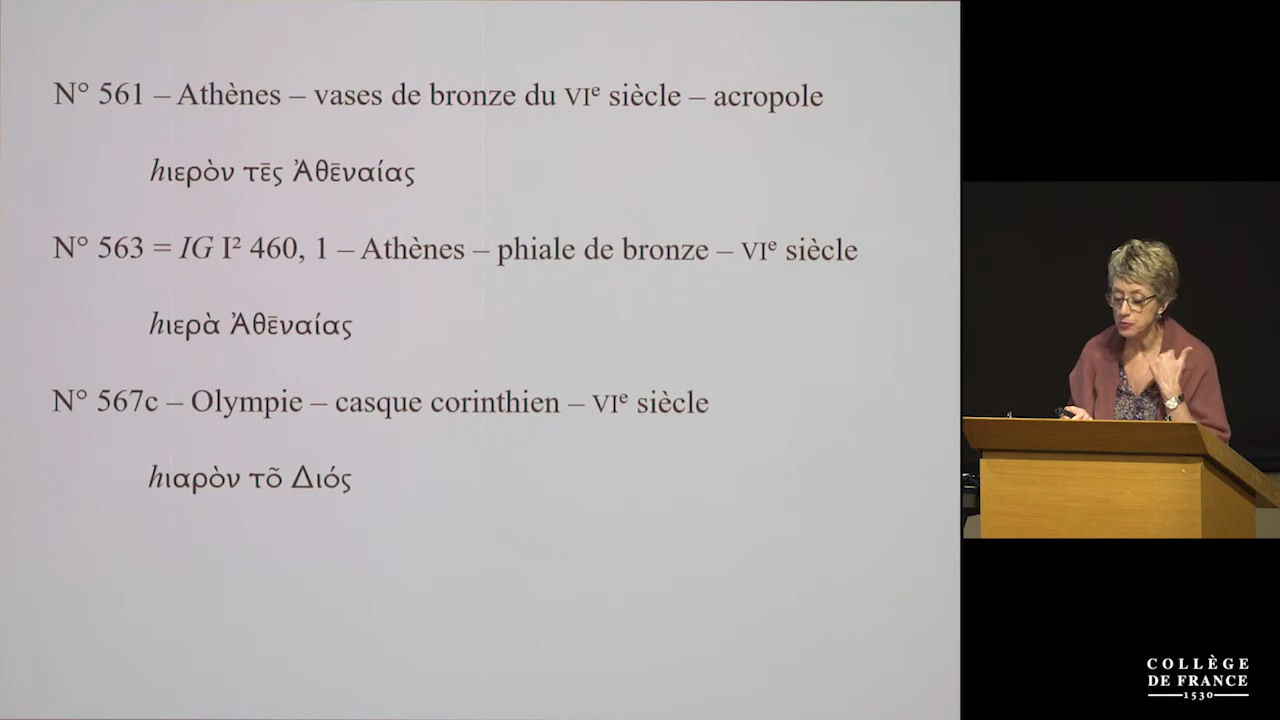 N° 561 – Athènes – vases de bronze du VIᵉ siècle – acropole
hιερὸν τε̄ς Ἀθε̄ναίας
N° 563 = IG I² 460, 1 – Athènes – phiale de bronze – VIᵉ siècle
hιερὰ Ἀθε̄ναίας
N° 567c – Olympie – casque corinthien – VIᵉ siècle
hιαρὸν το̃ Διός
COLLÈGE
DE FRANCE
1530